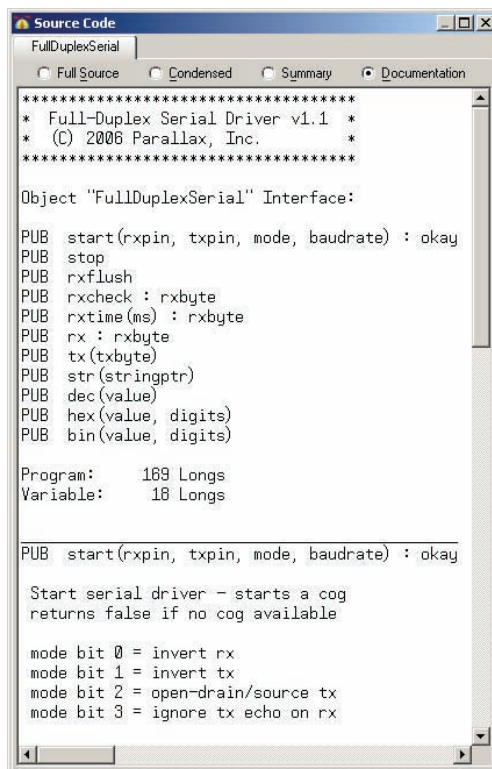 Source Code
FullDuplexSerial
Full Source Condensed Summary Documentation
************************************
* Full-Duplex Serial Driver v1.1 *
* (C) 2006 Parallax, Inc. *
************************************
Object "FullDuplexSerial" Interface:
PUB start(rxpin, txpin, mode, baudrate) : okay
PUB stop
PUB rxflush
PUB rxcheck : rxbyte
PUB rxtime(ms) : rxbyte
PUB rx : rxbyte
PUB tx(txbyte)
PUB str(stringptr)
PUB dec(value)
PUB hex(value, digits)
PUB bin(value, digits)
Program: 169 Longs
Variable: 18 Longs
PUB start(rxpin, txpin, mode, baudrate) : okay
Start serial driver - starts a cog
returns false if no cog available
mode bit 0 = invert rx
mode bit 1 = invert tx
mode bit 2 = open-drain/source tx
mode bit 3 = ignore tx echo on rx